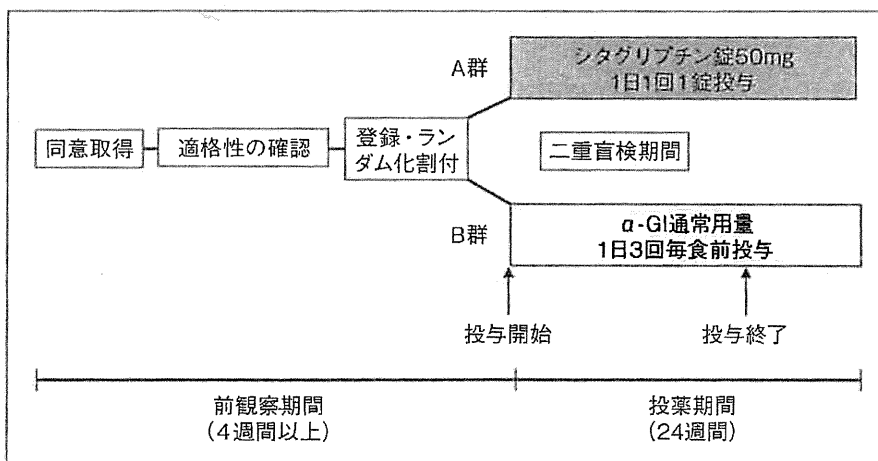 A群
シタグリプチン錠50mg
1日1回1錠投与
同意取得
適格性の確認
登録・ラン
ダム化割付
二重盲検期間
B群
α-GI通常用量
1日3回毎食前投与
投与開始
投与終了
前観察期間
(4週間以上)
投薬期間
(24週間)